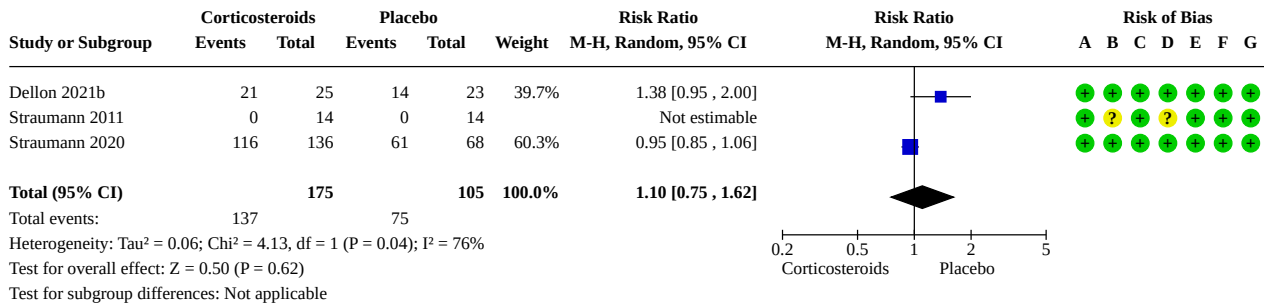 Corticosteroids Placebo Risk Ratio Risk Ratio Risk of Bias
Study or Subgroup Events Total Events Total Weight M-H, Random, 95% CI M-H, Random, 95% CI A B C D E F G
Dellon 2021b 21 25 14 23 39.7% 1.38 [0.95 , 2.00] + + + + + + +
Straumann 2011 0 14 0 14 Not estimable + ? + ? + + +
Straumann 2020 116 136 61 68 60.3% 0.95 [0.85 , 1.06] + + + + + + +
Total (95% CI) 175 105 100.0% 1.10 [0.75 , 1.62]
Total events: 137 75
Heterogeneity: Tau² = 0.06; Chi² = 4.13, df = 1 (P = 0.04); I² = 76%
Test for overall effect: Z = 0.50 (P = 0.62)
Test for subgroup differences: Not applicable
0.2 0.5 1 2 5
Corticosteroids Placebo